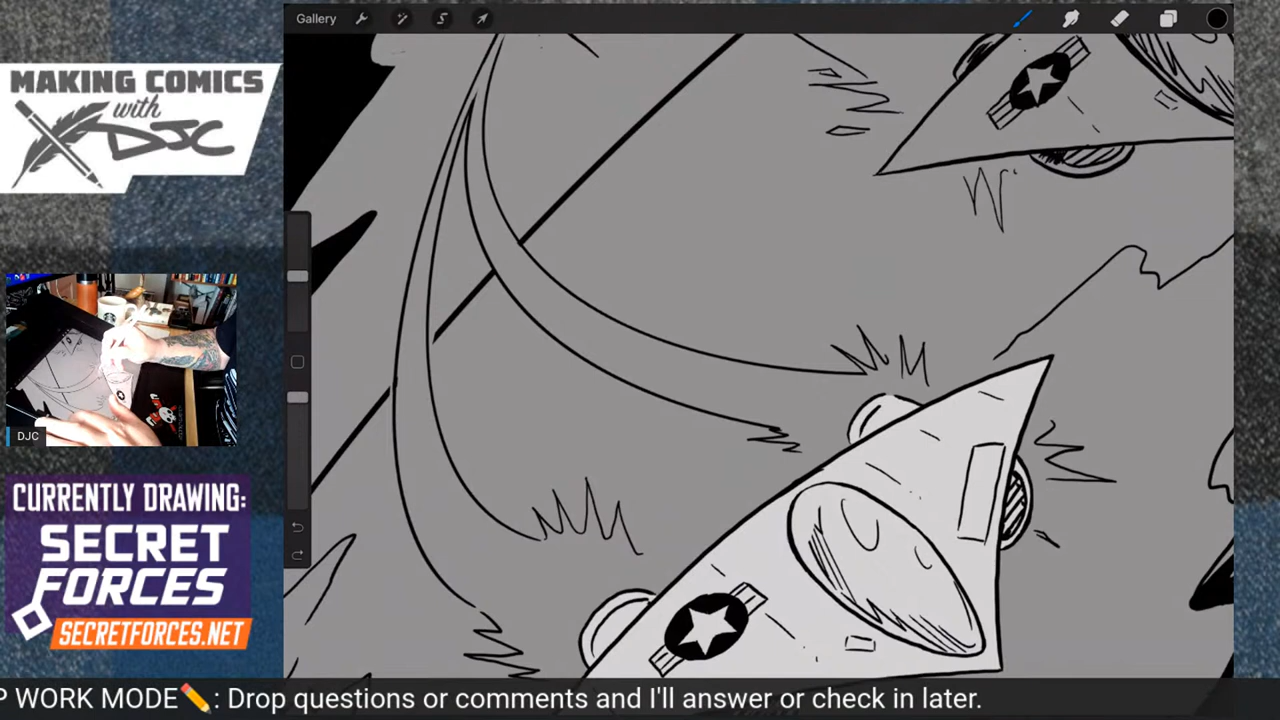 Gallery
MAKING COMICS
with
DJC
DJC
CURRENTLY DRAWING:
SECRET
FORCES
SECRETFORCES.NET
P WORK MODE✏️: Drop questions or comments and I'll answer or check in later.